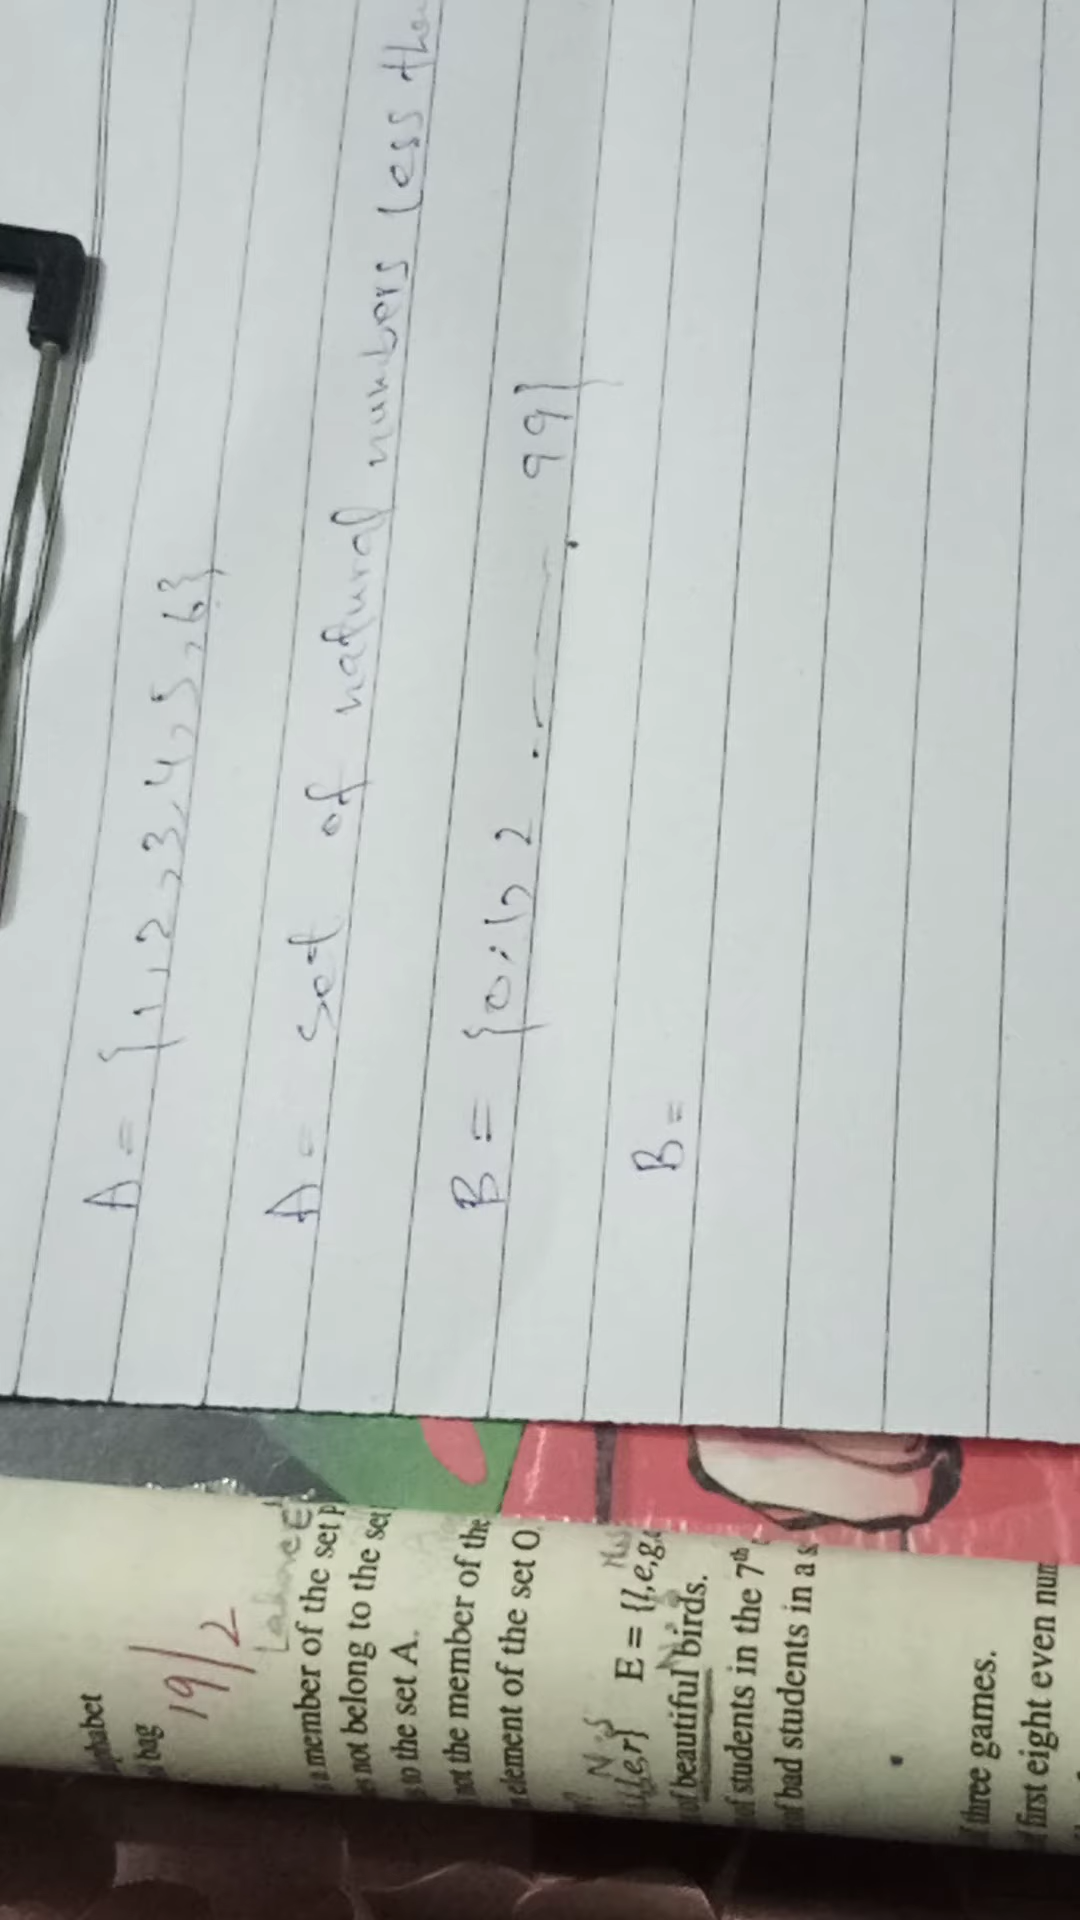 A = {1,2,3,4,5,6}
A = set of natural numbers less
B = {0,1,2 ....... 99}
B =
bag
19/2
member of the set
not belong to the set
to the set A.
not the member of the
element of the set O
E = {l,e,g,
of beautiful birds.
of students in the 7th
of bad students in a
three games.
first eight even